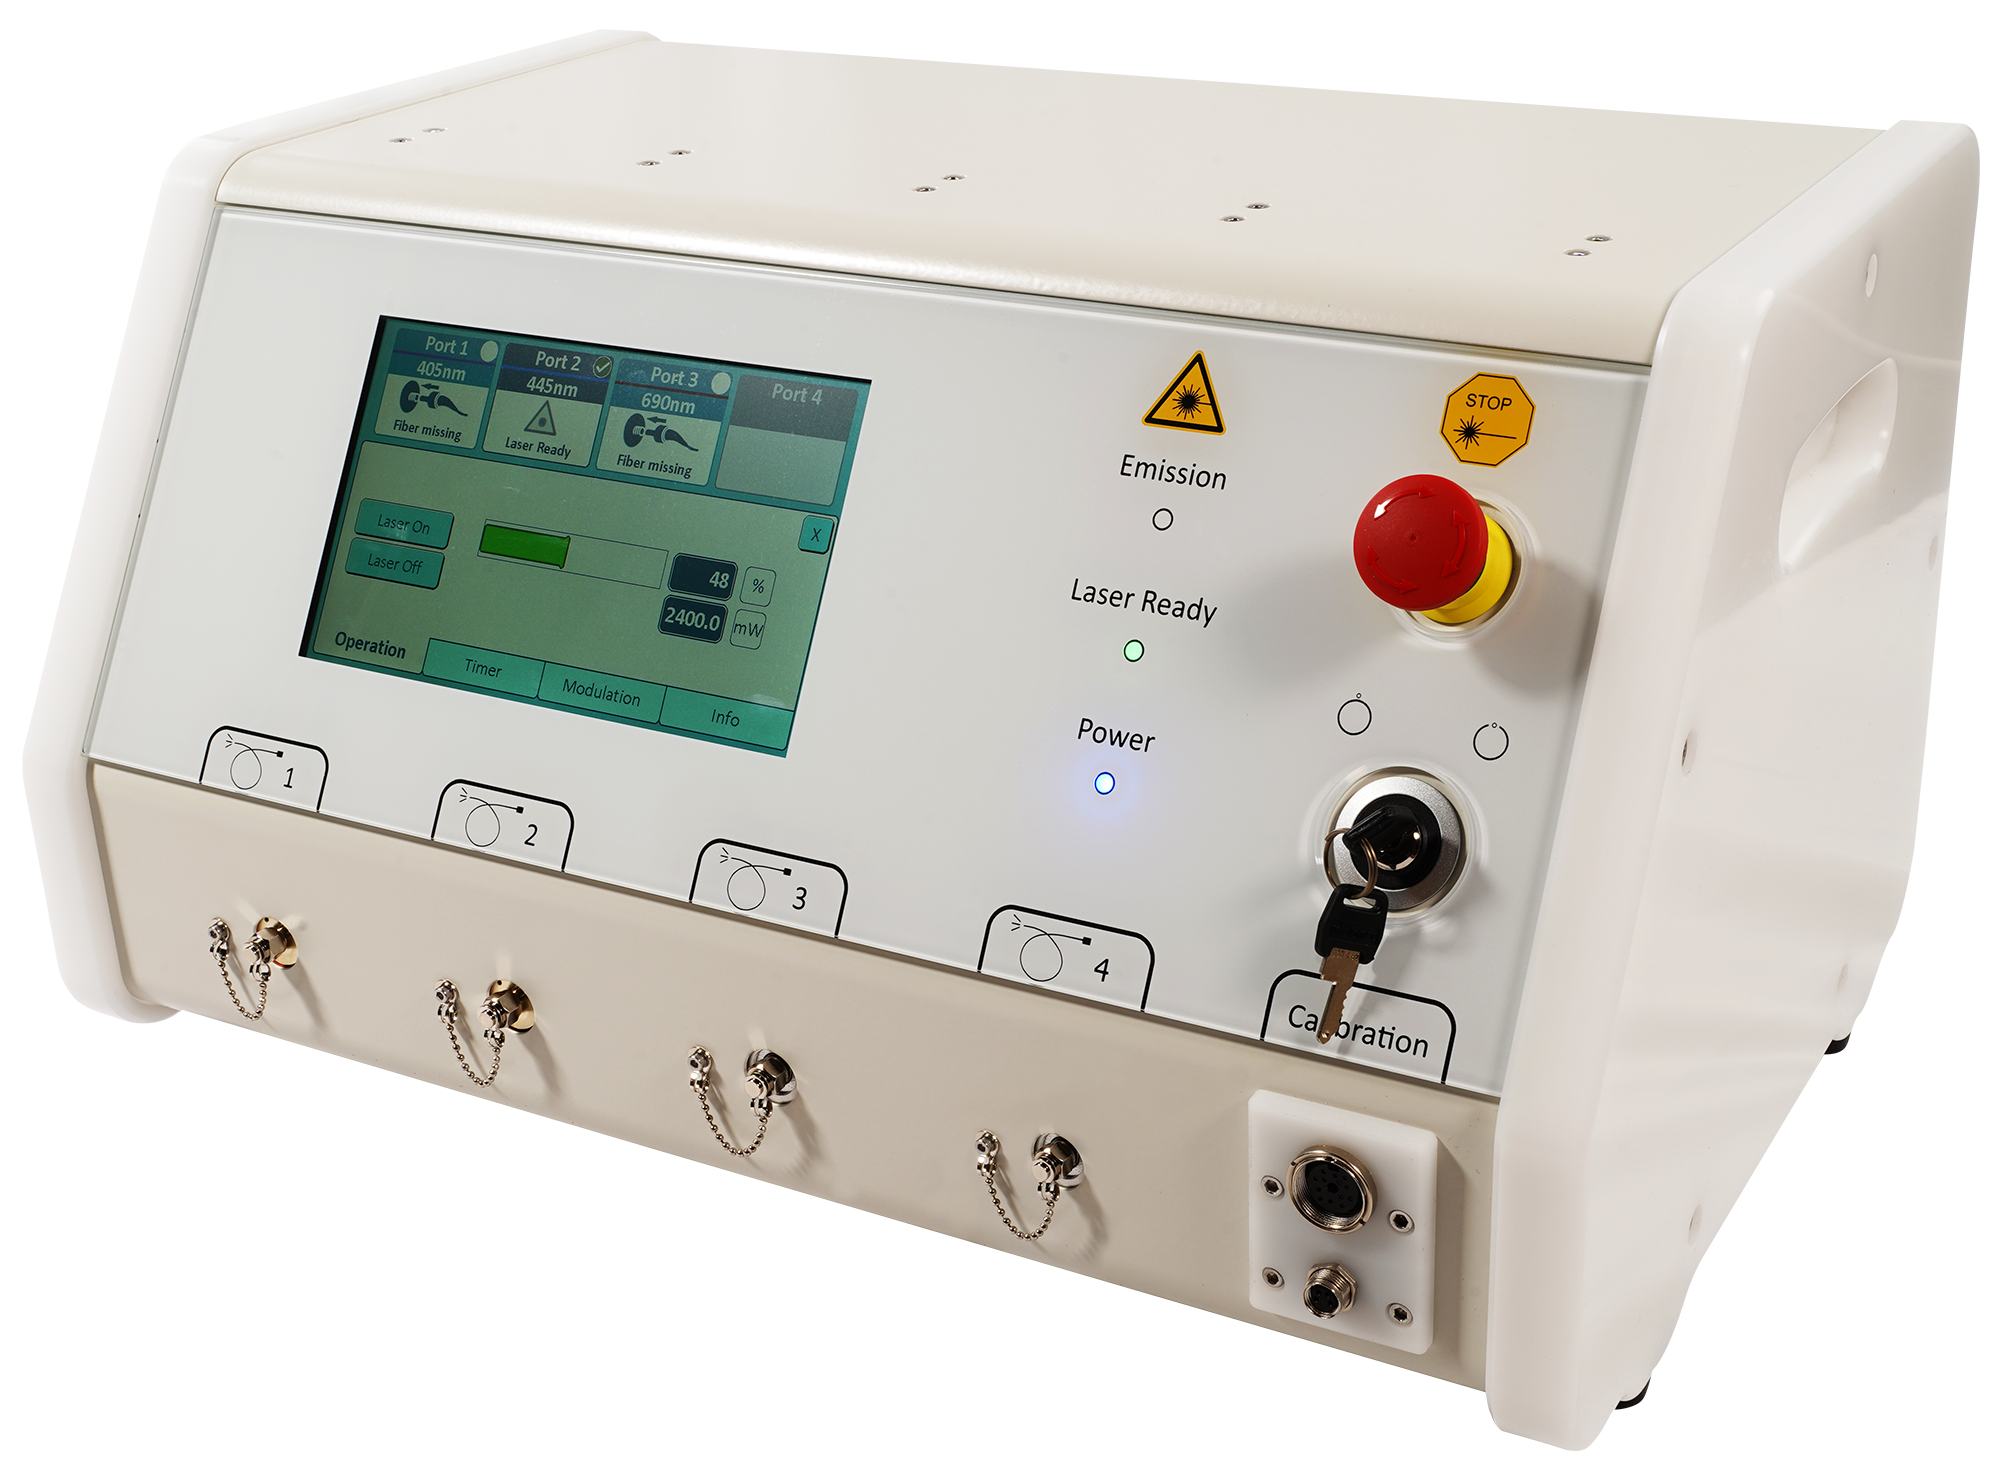 Port 1
405nm
Fiber missing
Port 2
445nm
Laser Ready
Port 3
690nm
Fiber missing
Port 4
Laser On
Laser Off
X
48 %
2400.0 mW
Operation
Timer
Modulation
Info
Emission
Laser Ready
Power
STOP
1
2
3
4